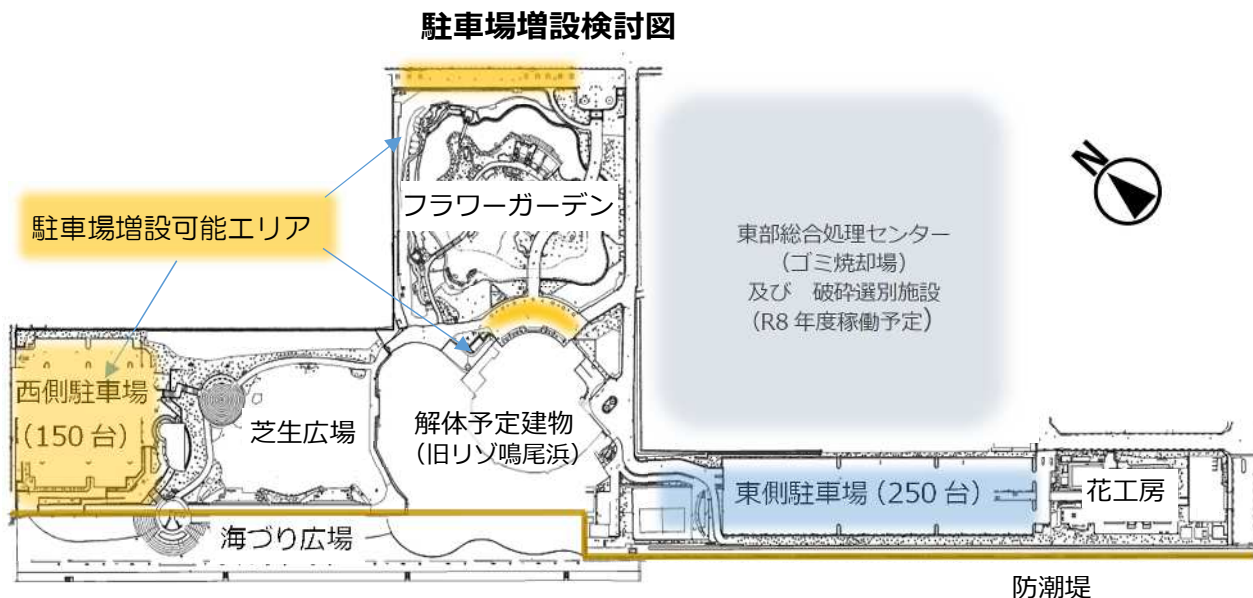 駐車場増設検討図
N
フラワーガーデン
駐車場増設可能エリア
東部総合処理センター
(ゴミ焼却場)
及び 破砕選別施設
(R8 年度稼働予定)
西側駐車場
(150 台)
芝生広場
解体予定建物
(旧リゾ鳴尾浜)
東側駐車場(250 台)
花工房
海づり広場
防潮堤